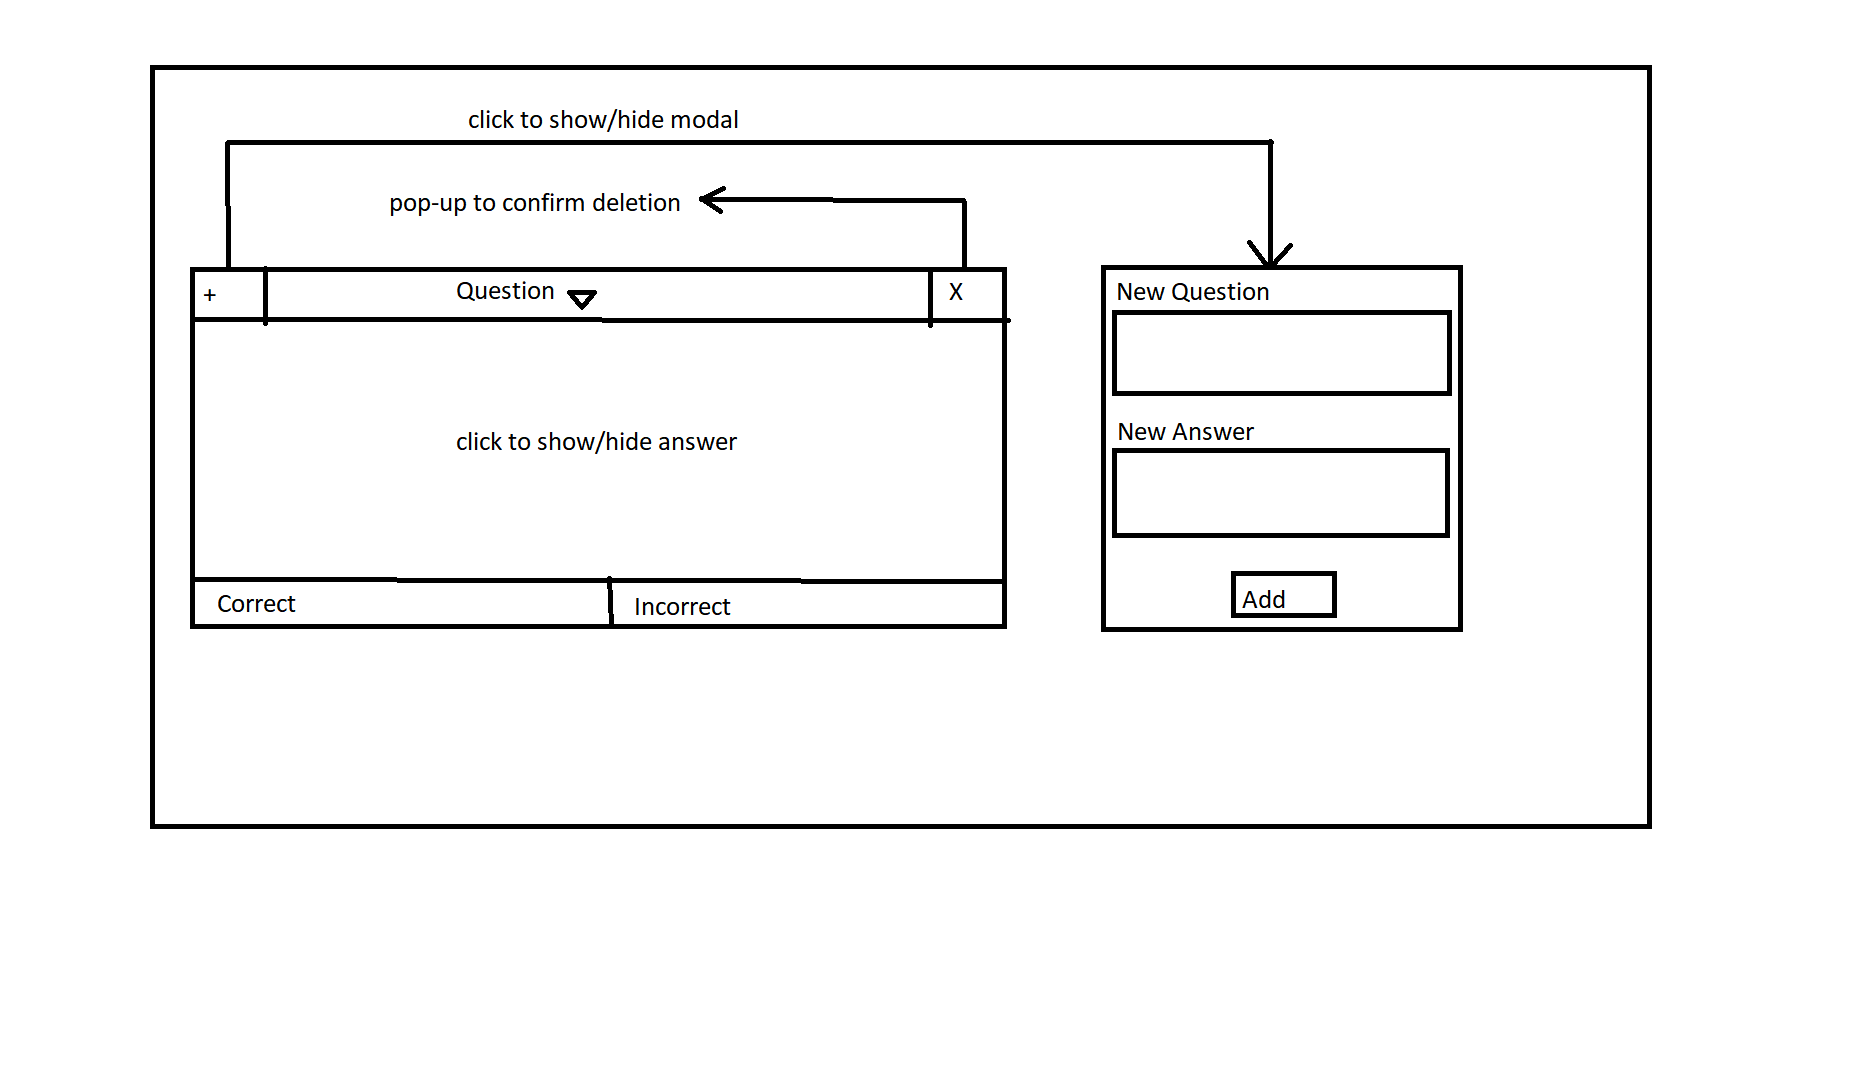 click to show/hide modal
pop-up to confirm deletion
+
Question
X
click to show/hide answer
Correct
Incorrect
New Question
New Answer
Add